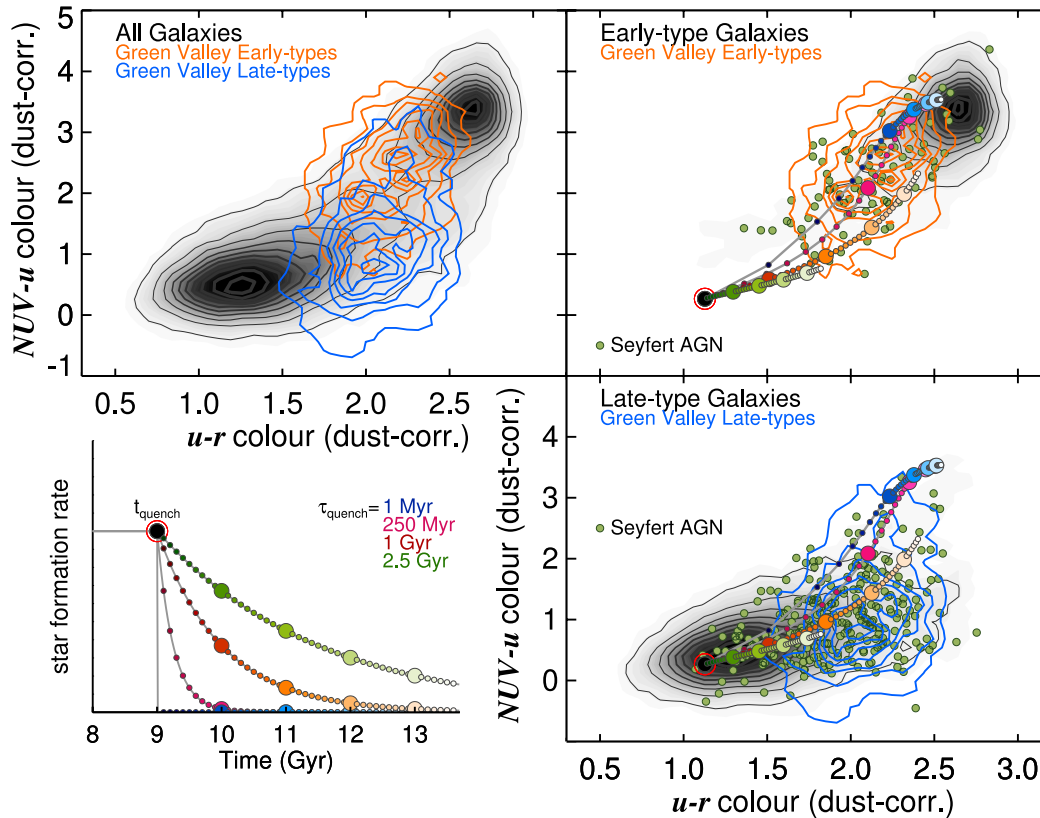 All Galaxies
Green Valley Early-types
Green Valley Late-types
5
4
3
2
1
0
-1
NUV-u colour (dust-corr.)
0.5 1.0 1.5 2.0 2.5
u-r colour (dust-corr.)
Early-type Galaxies
Green Valley Early-types
Seyfert AGN
star formation rate
t_quench
τ_quench= 1 Myr
250 Myr
1 Gyr
2.5 Gyr
8 9 10 11 12 13
Time (Gyr)
Late-type Galaxies
Green Valley Late-types
Seyfert AGN
5
4
3
2
1
0
NUV-u colour (dust-corr.)
0.5 1.0 1.5 2.0 2.5 3.0
u-r colour (dust-corr.)